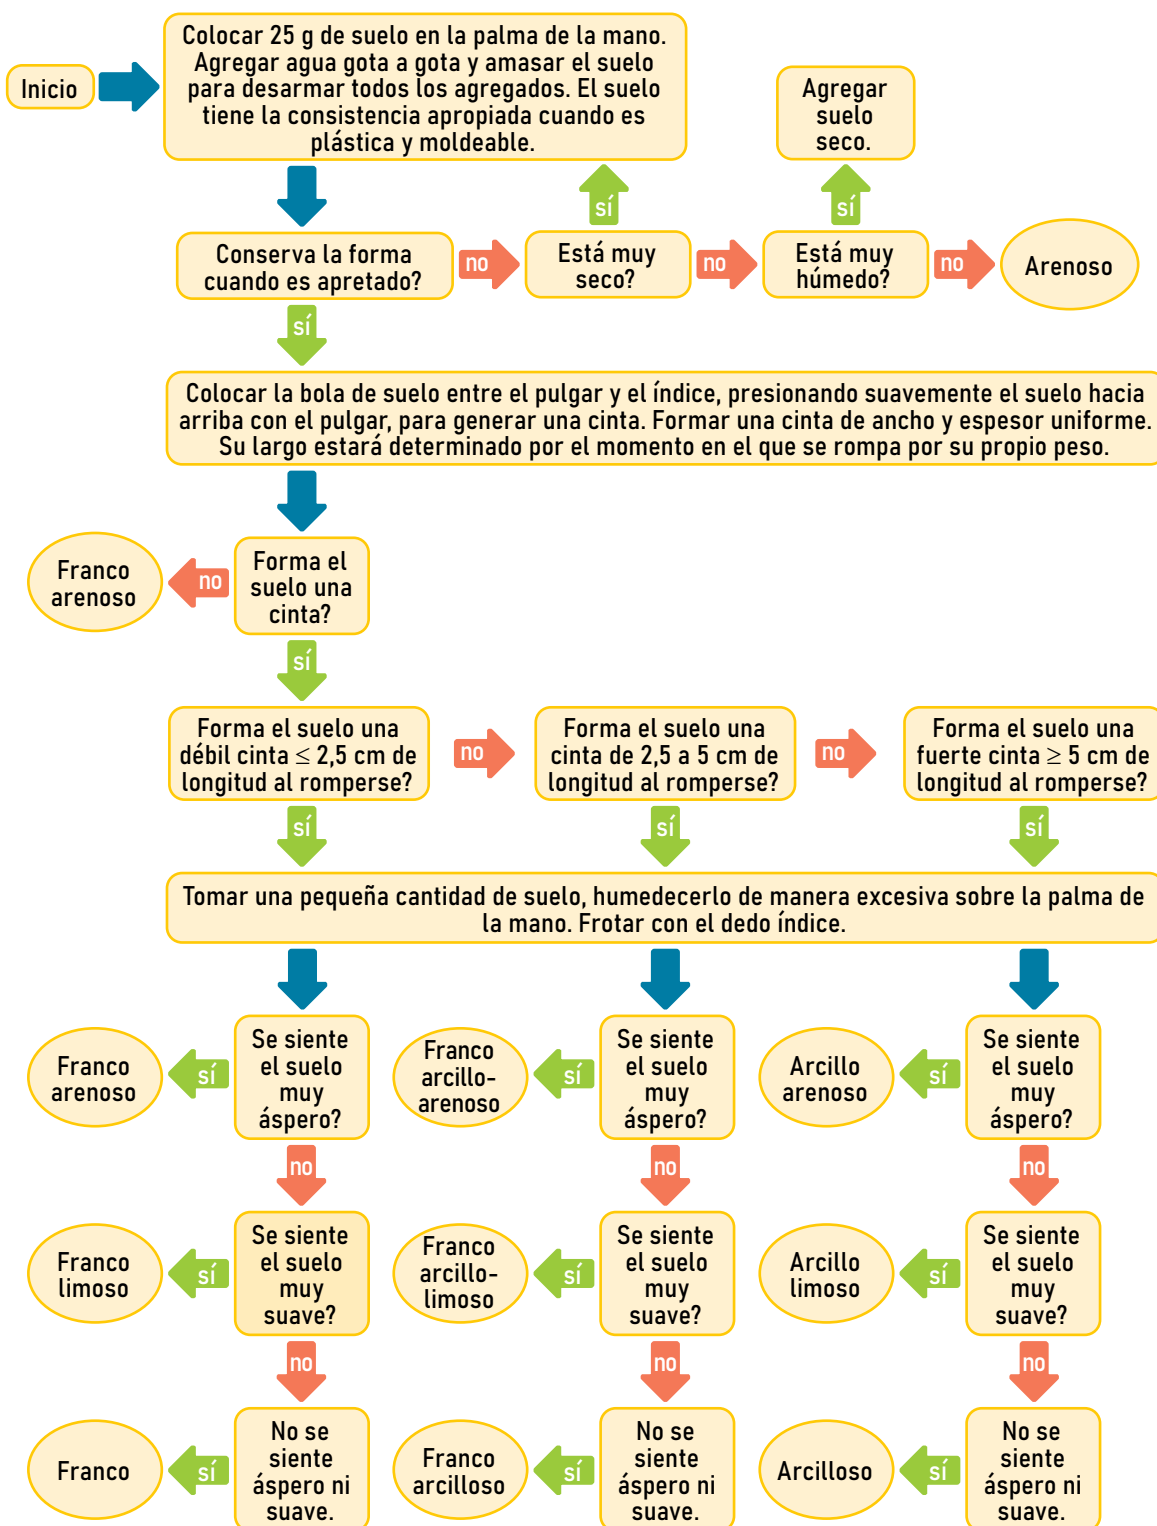 Inicio
Colocar 25 g de suelo en la palma de la mano.
Agregar agua gota a gota y amasar el suelo
para desarmar todos los agregados. El suelo
tiene la consistencia apropiada cuando es
plástica y moldeable.
Agregar
suelo
seco.
sí
sí
Conserva la forma
cuando es apretado?
no
Está muy
seco?
no
Está muy
húmedo?
no
Arenoso
sí
Colocar la bola de suelo entre el pulgar y el índice, presionando suavemente el suelo hacia
arriba con el pulgar, para generar una cinta. Formar una cinta de ancho y espesor uniforme.
Su largo estará determinado por el momento en el que se rompa por su propio peso.
Franco
arenoso
no
Forma el
suelo una
cinta?
sí
Forma el suelo una
débil cinta ≤ 2,5 cm de
longitud al romperse?
no
Forma el suelo una
cinta de 2,5 a 5 cm de
longitud al romperse?
no
Forma el suelo una
fuerte cinta ≥ 5 cm de
longitud al romperse?
sí
sí
sí
Tomar una pequeña cantidad de suelo, humedecerlo de manera excesiva sobre la palma de
la mano. Frotar con el dedo índice.
Franco
arenoso
sí
Se siente
el suelo
muy
áspero?
Franco
arcillo-
arenoso
sí
Se siente
el suelo
muy
áspero?
Arcillo
arenoso
sí
Se siente
el suelo
muy
áspero?
no
no
no
Franco
limoso
sí
Se siente
el suelo
muy
suave?
Franco
arcillo-
limoso
sí
Se siente
el suelo
muy
suave?
Arcillo
limoso
sí
Se siente
el suelo
muy
suave?
no
no
no
Franco
sí
No se
siente
áspero ni
suave.
Franco
arcilloso
sí
No se
siente
áspero ni
suave.
Arcilloso
sí
No se
siente
áspero ni
suave.